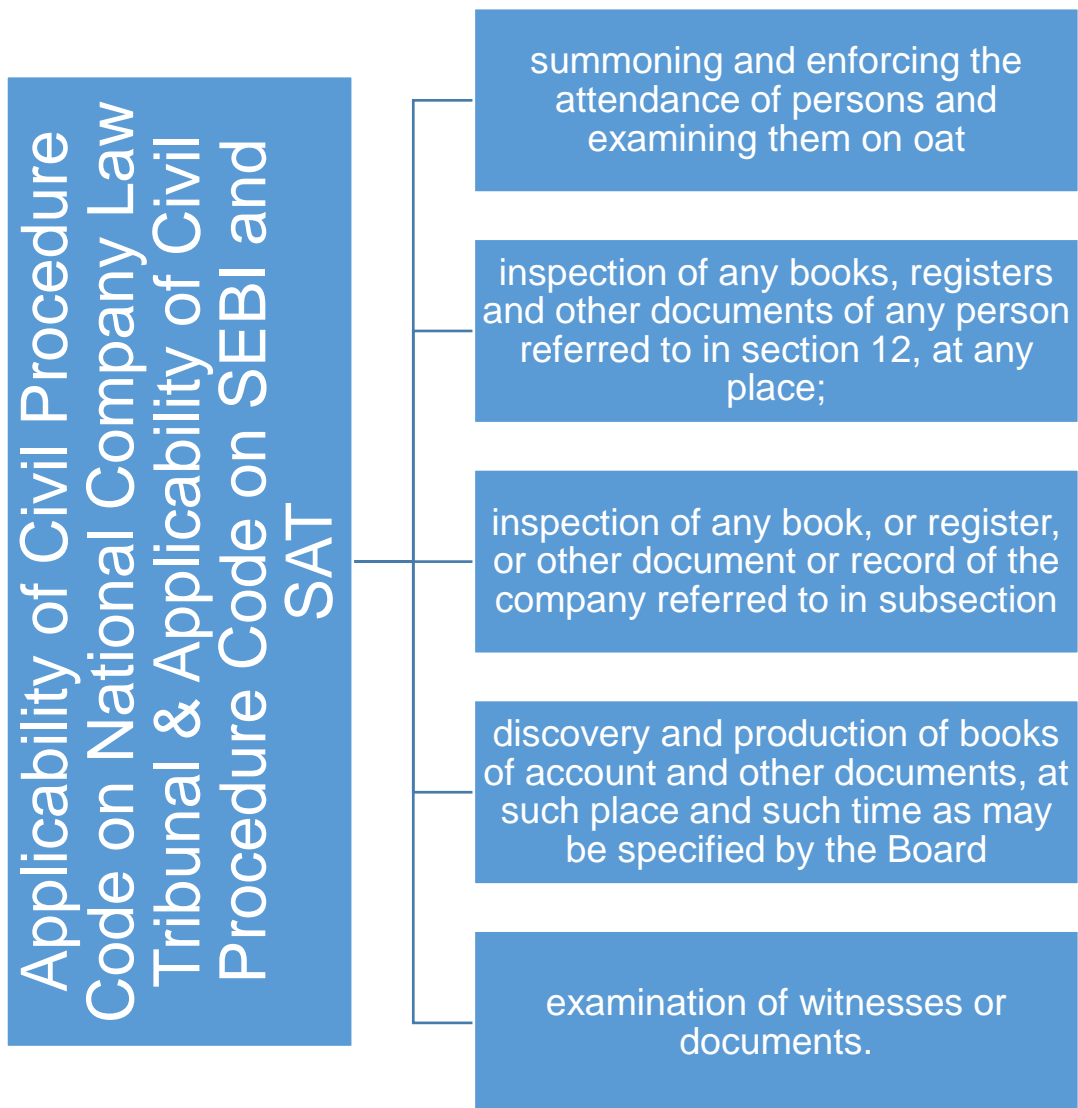 Applicability of Civil Procedure
Code on National Company Law
Tribunal & Applicability of Civil
Procedure Code on SEBI and
SAT
summoning and enforcing the
attendance of persons and
examining them on oat
inspection of any books, registers
and other documents of any person
referred to in section 12, at any
place;
inspection of any book, or register,
or other document or record of the
company referred to in subsection
discovery and production of books
of account and other documents, at
such place and such time as may
be specified by the Board
examination of witnesses or
documents.